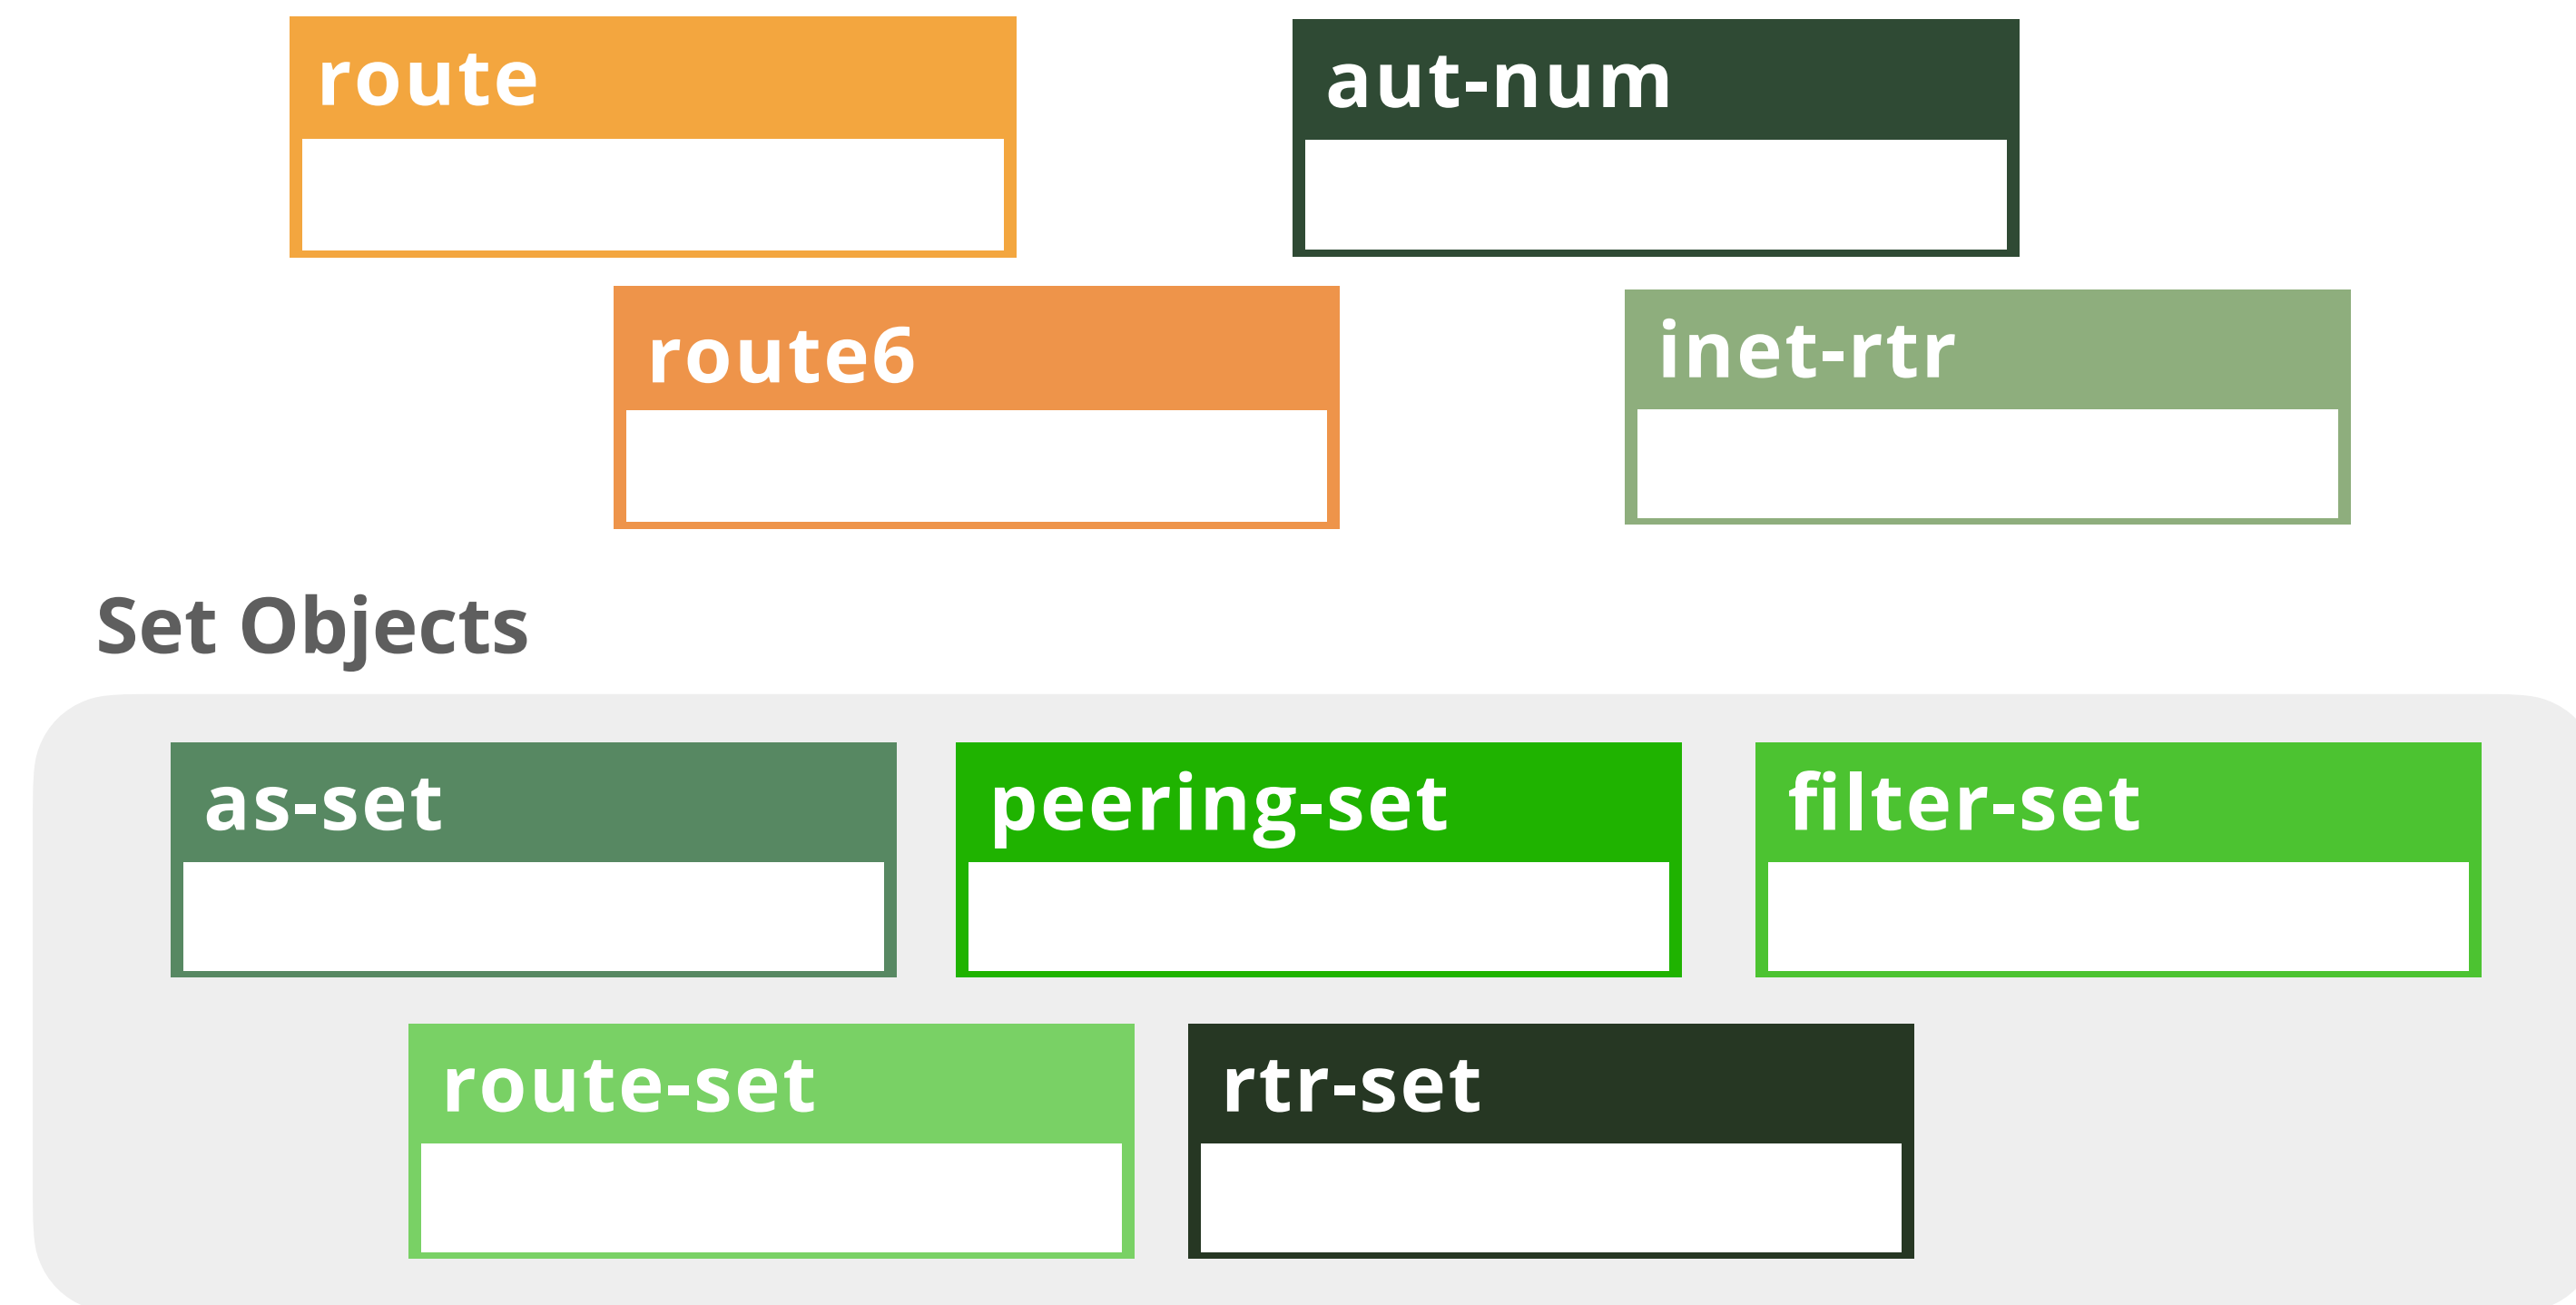 route
aut-num
route6
inet-rtr
Set Objects
as-set
peering-set
filter-set
route-set
rtr-set